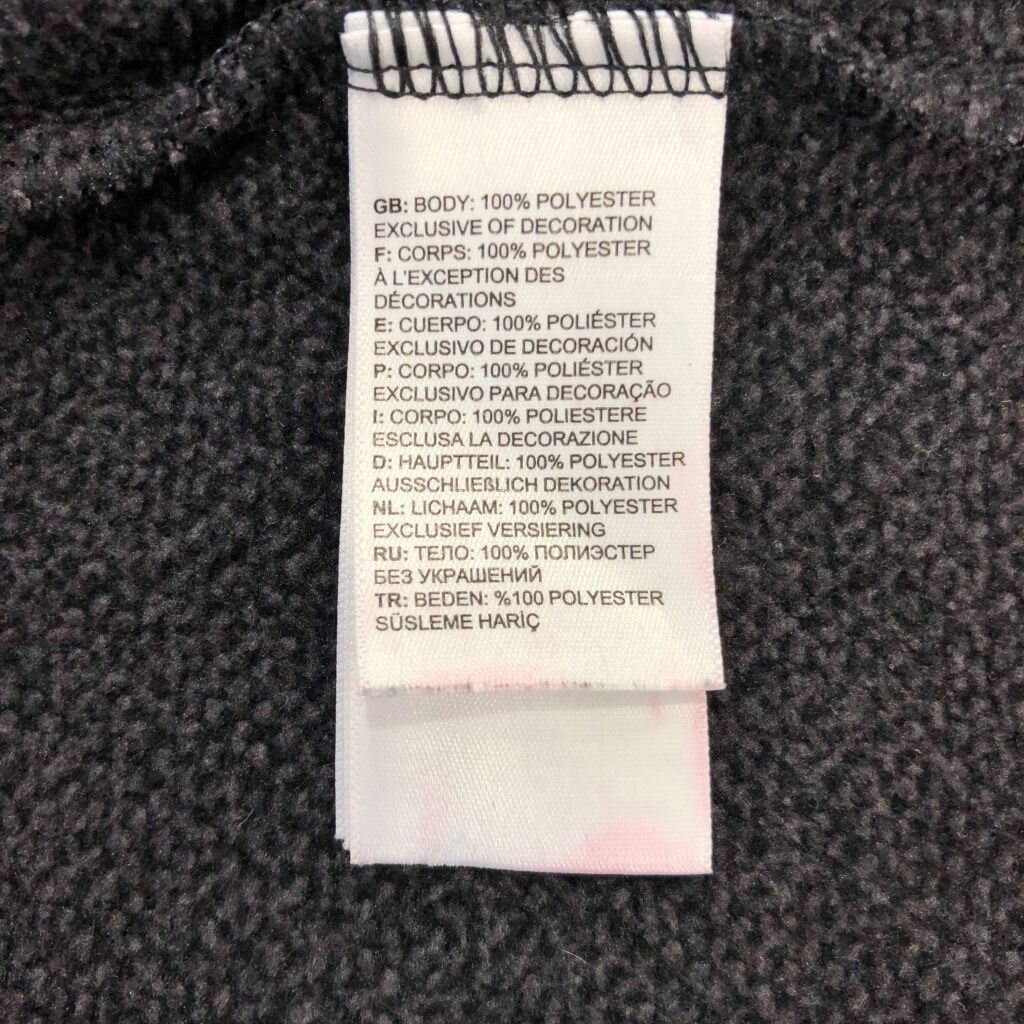 GB: BODY: 100% POLYESTER
EXCLUSIVE OF DECORATION
F: CORPS: 100% POLYESTER
À L'EXCEPTION DES
DÉCORATIONS
E: CUERPO: 100% POLIÉSTER
EXCLUSIVO DE DECORACIÓN
P: CORPO: 100% POLIÉSTER
EXCLUSIVO PARA DECORAÇÃO
I: CORPO: 100% POLIESTERE
ESCLUSA LA DECORAZIONE
D: HAUPTTEIL: 100% POLYESTER
AUSSCHLIEßLICH DEKORATION
NL: LICHAAM: 100% POLYESTER
EXCLUSIEF VERSIERING
RU: ТЕЛО: 100% ПОЛИЭСТЕР
БЕЗ УКРАШЕНИЙ
TR: BEDEN: %100 POLYESTER
SÜSLEME HARİÇ